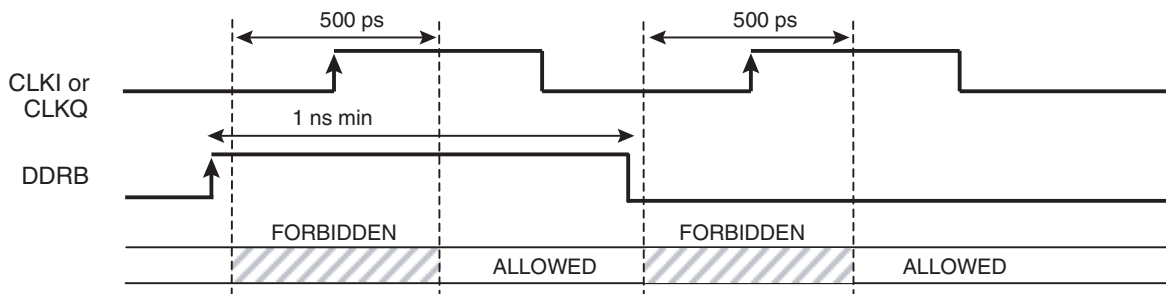 500 ps 500 ps
CLKI or
CLKQ
1 ns min
DDRB
FORBIDDEN FORBIDDEN
ALLOWED ALLOWED